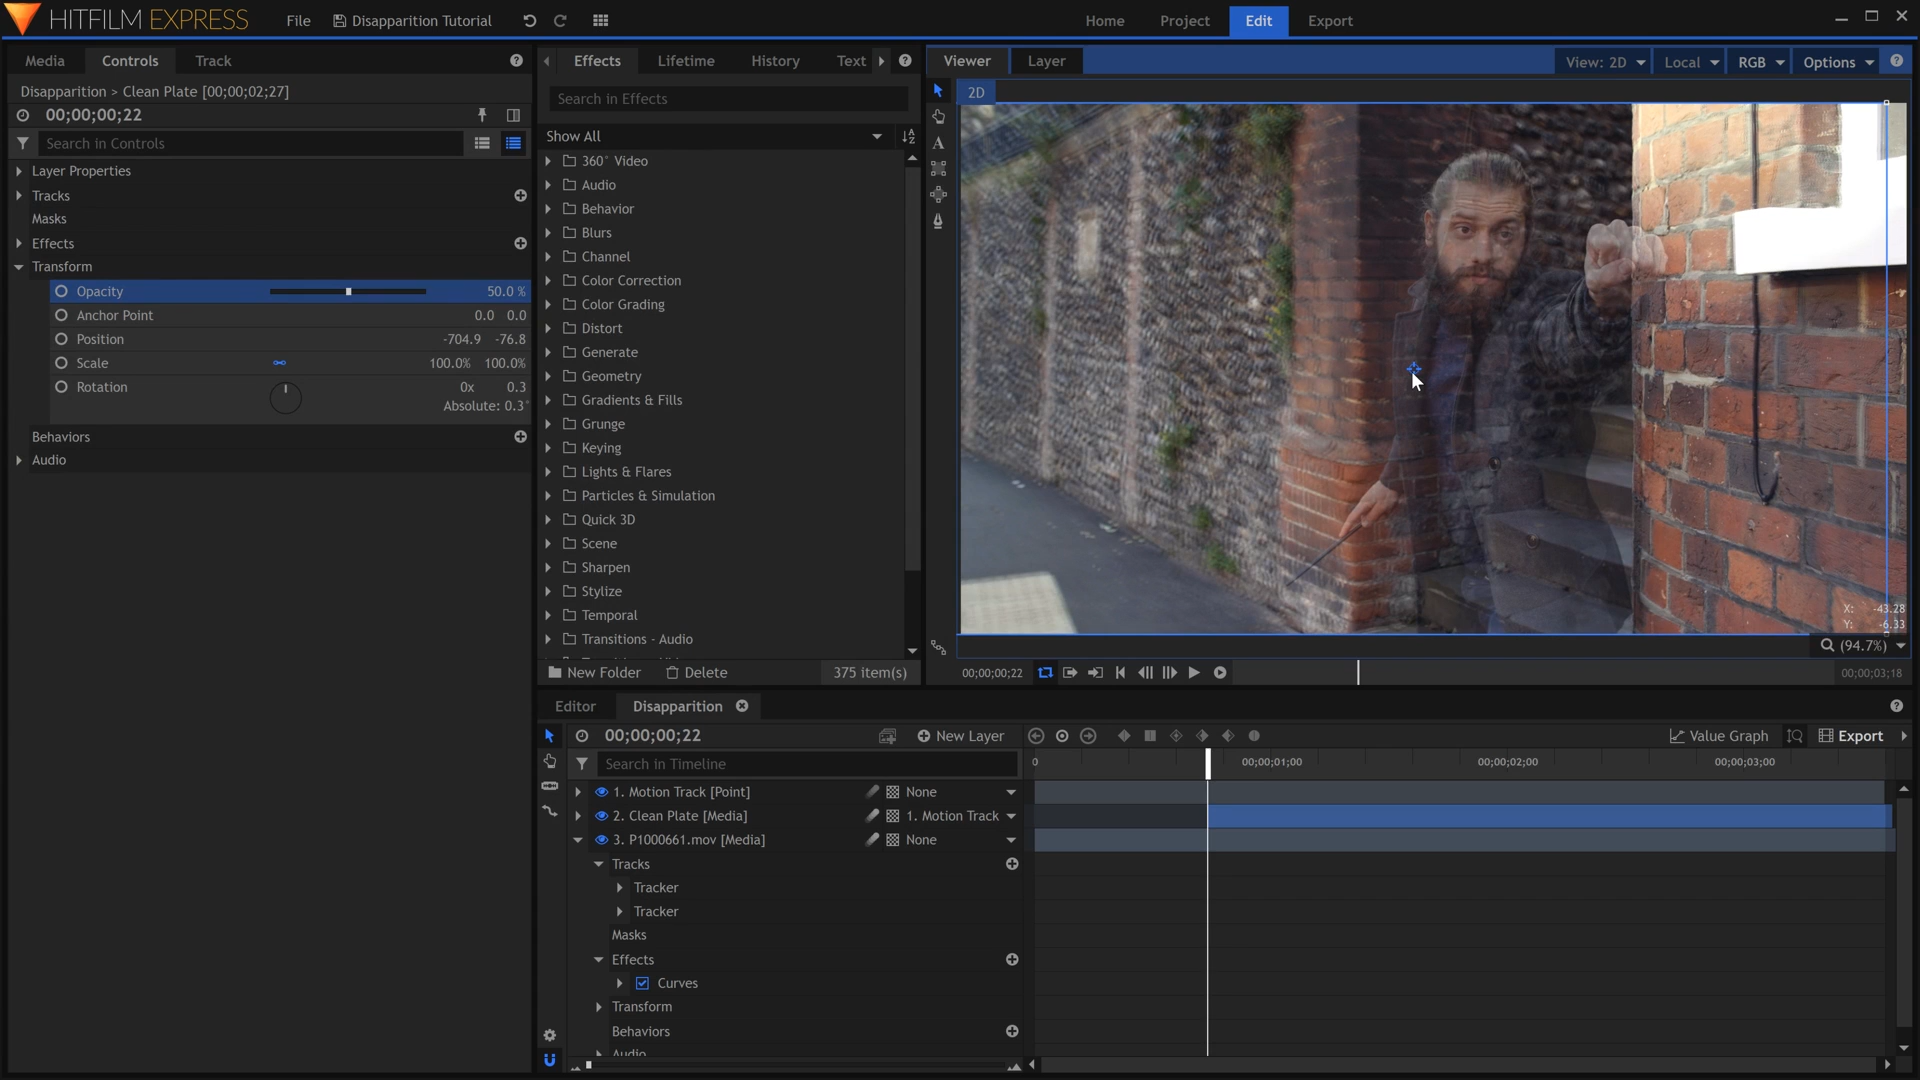 HITFILM EXPRESS
File
Disapparition Tutorial
Home
Project
Edit
Export
Media
Controls
Track
Disapparition > Clean Plate [00;00;02;27]
00;00;00;22
Search in Controls
Layer Properties
Tracks
Masks
Effects
Transform
Opacity 50.0 %
Anchor Point 0.0 0.0
Position -704.9 -76.8
Scale 100.0% 100.0%
Rotation 0x 0.3
Absolute: 0.3°
Behaviors
Audio
Effects
Lifetime
History
Text
Search in Effects
Show All
360° Video
Audio
Behavior
Blurs
Channel
Color Correction
Color Grading
Distort
Generate
Geometry
Gradients & Fills
Grunge
Keying
Lights & Flares
Particles & Simulation
Quick 3D
Scene
Sharpen
Stylize
Temporal
Transitions - Audio
New Folder
Delete
375 item(s)
Viewer
Layer
View: 2D
Local
RGB
Options
2D
X: -43.28
Y: -6.33
(94.7%)
00;00;00;22
00;00;03;18
Editor
Disapparition
00;00;00;22
New Layer
Value Graph
Export
Search in Timeline
0
00;00;01;00
00;00;02;00
00;00;03;00
1. Motion Track [Point] None
2. Clean Plate [Media] 1. Motion Track
3. P1000661.mov [Media] None
Tracks
Tracker
Tracker
Masks
Effects
Curves
Transform
Behaviors
Audio